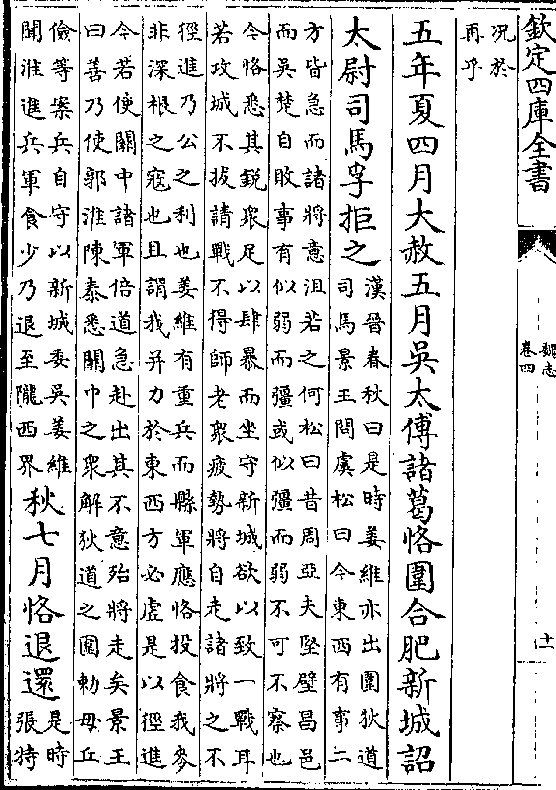 欽定四庫全書
魏志
卷四
十一
况於
再乎
五年夏四月大赦五月吳太傅諸葛恪圍合肥新城詔
太尉司馬孚拒之
漢晉春秋曰是時姜維亦出圍狄道
司馬景王問虞松曰今東西有事二
方皆急而諸將意沮若之何松曰昔周亞夫堅壁昌邑
而吳楚自敗事有似弱而彊或似彊而弱不可不察也
今恪悉其銳衆足以肆暴而坐守新城欲以致一戰耳
若攻城不拔請戰不得師老衆疲勢將自走諸將之不
徑進乃公之利也姜維有重兵而縣軍應恪投食我麥
非深根之寇也且謂我并力於東西方必虛是以徑進
今若使關中諸軍倍道急赴出其不意殆將走矣景王
曰善乃使郭淮陳泰悉關中之衆解狄道之圍勅毋丘
儉等案兵自守以新城委吳姜維
聞淮進兵軍食少乃退至隴西界
秋七月恪退還
是時
張特